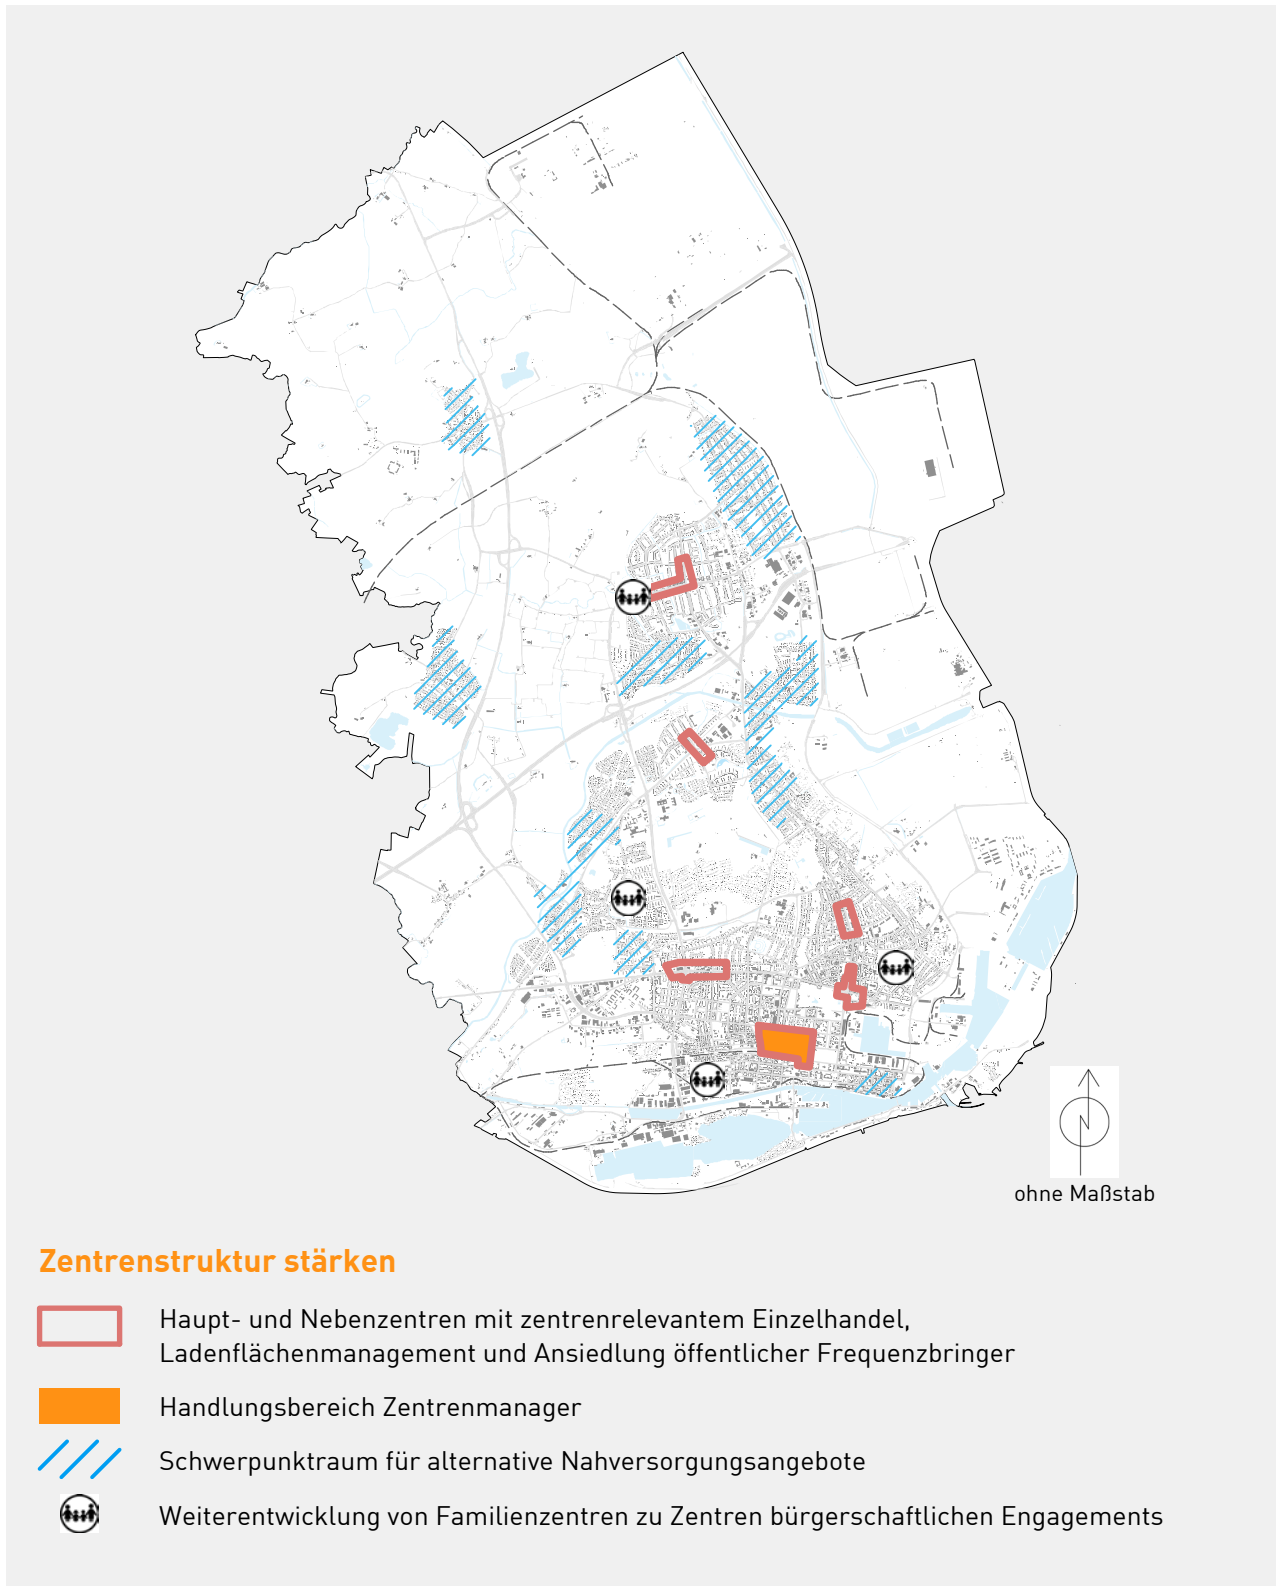 ohne Maßstab
Zentrenstruktur stärken
Haupt- und Nebenzentren mit zentrenrelevantem Einzelhandel,
Ladenflächenmanagement und Ansiedlung öffentlicher Frequenzbringer
Handlungsbereich Zentrenmanager
Schwerpunktraum für alternative Nahversorgungsangebote
Weiterentwicklung von Familienzentren zu Zentren bürgerschaftlichen Engagements